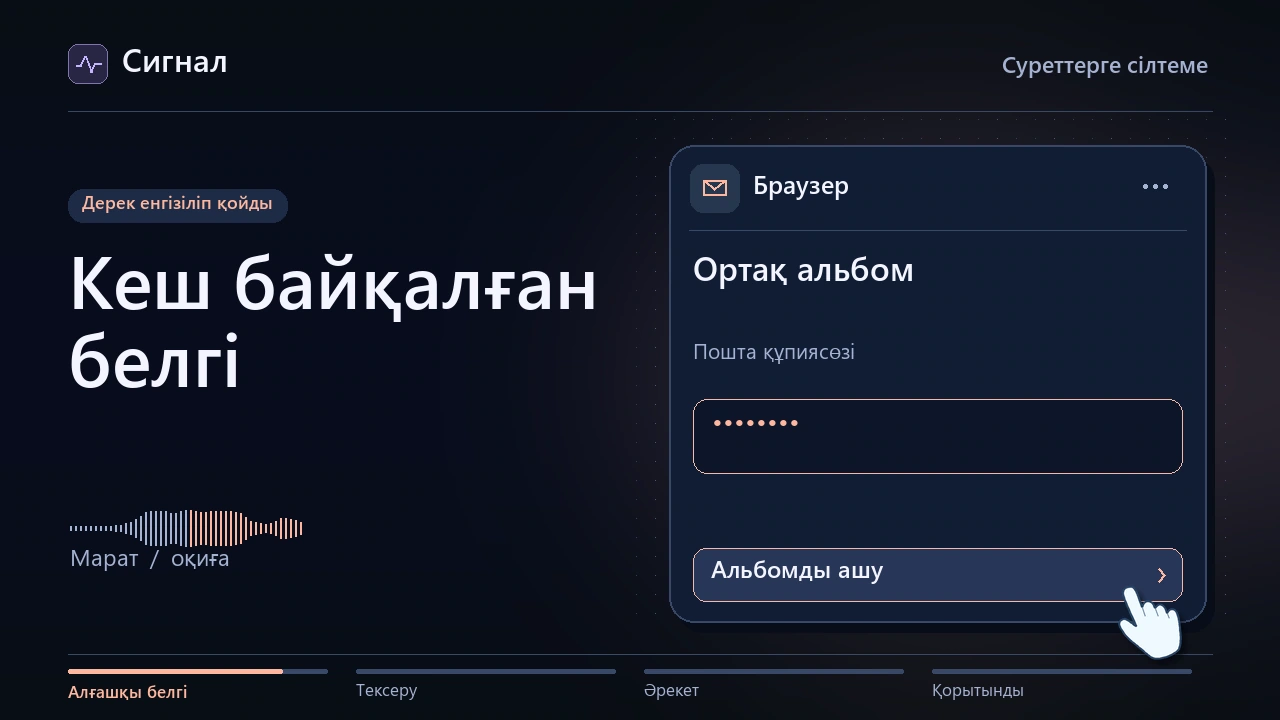 Сигнал
Суреттерге сілтеме
Дерек енгізіліп қойды
Кеш байқалған
белгі
Марат / оқиға
Браузер
Ортақ альбом
Пошта құпиясөзі
••••••••
Альбомды ашу
Алғашқы белгі
Тексеру
Әрекет
Қорытынды